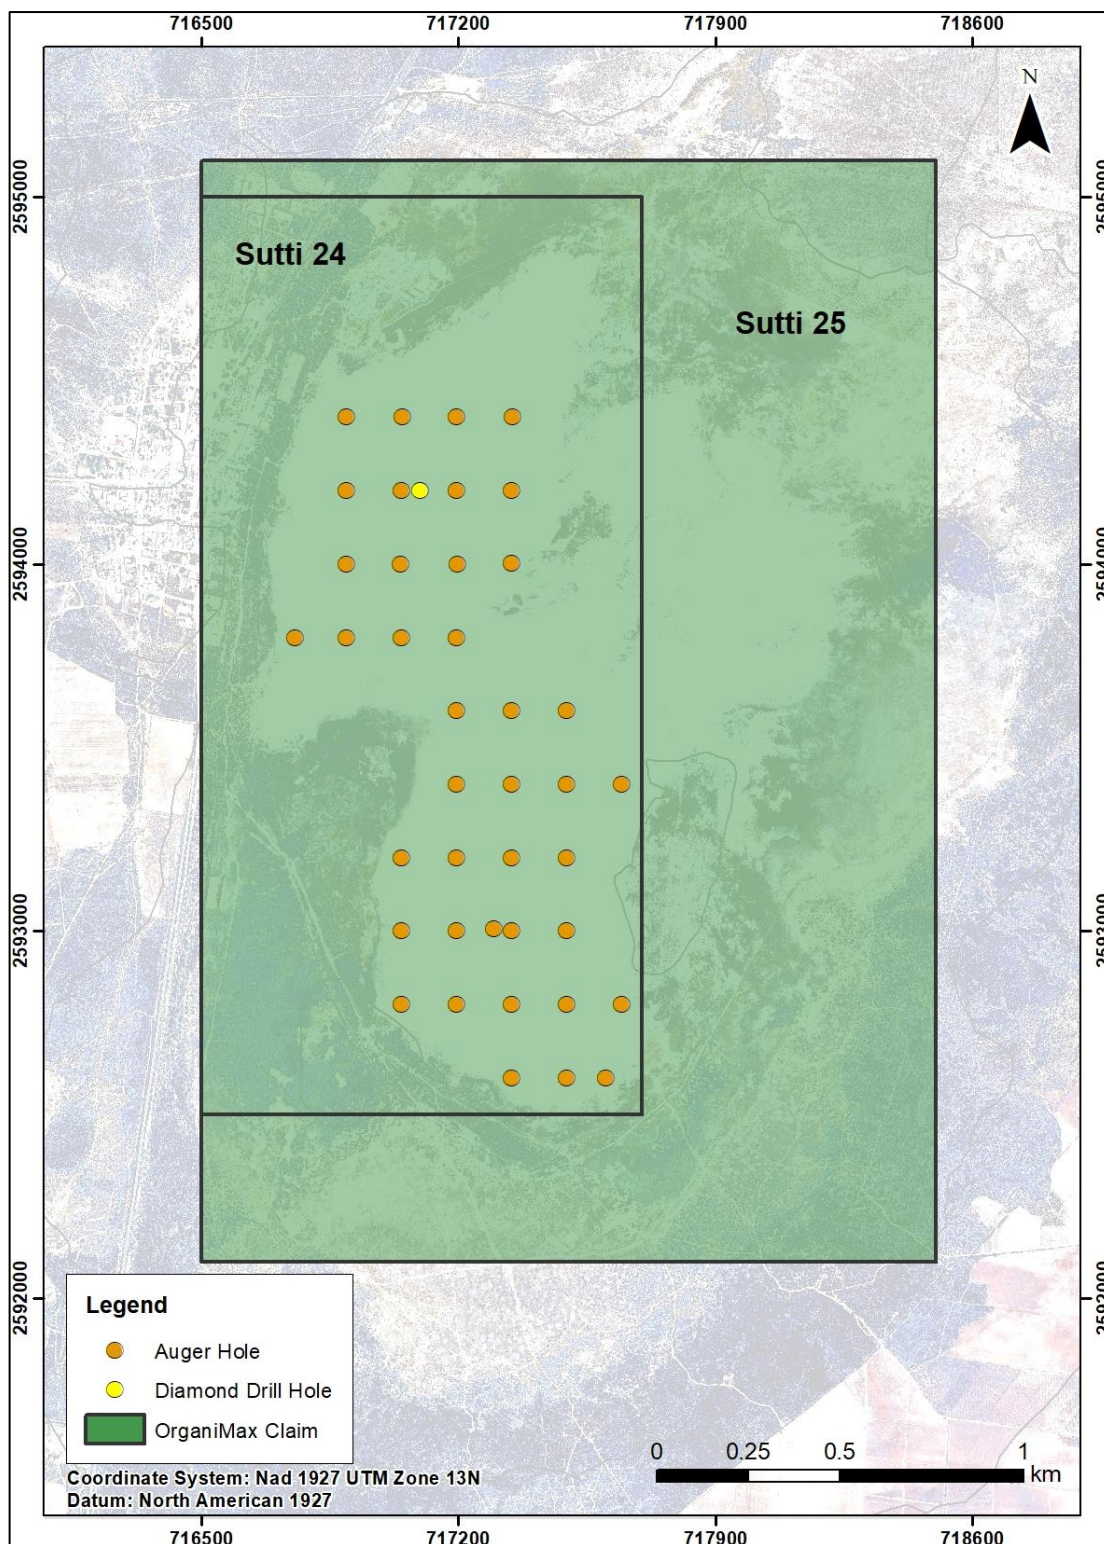 716500 717200 717900 718600
N
2595000 2595000
Sutti 24
Sutti 25
2594000 2594000
2593000 2593000
2592000 2592000
Legend
Auger Hole
Diamond Drill Hole
OrganiMax Claim
0 0.25 0.5 1
km
Coordinate System: Nad 1927 UTM Zone 13N
Datum: North American 1927
716500 717200 717900 718600